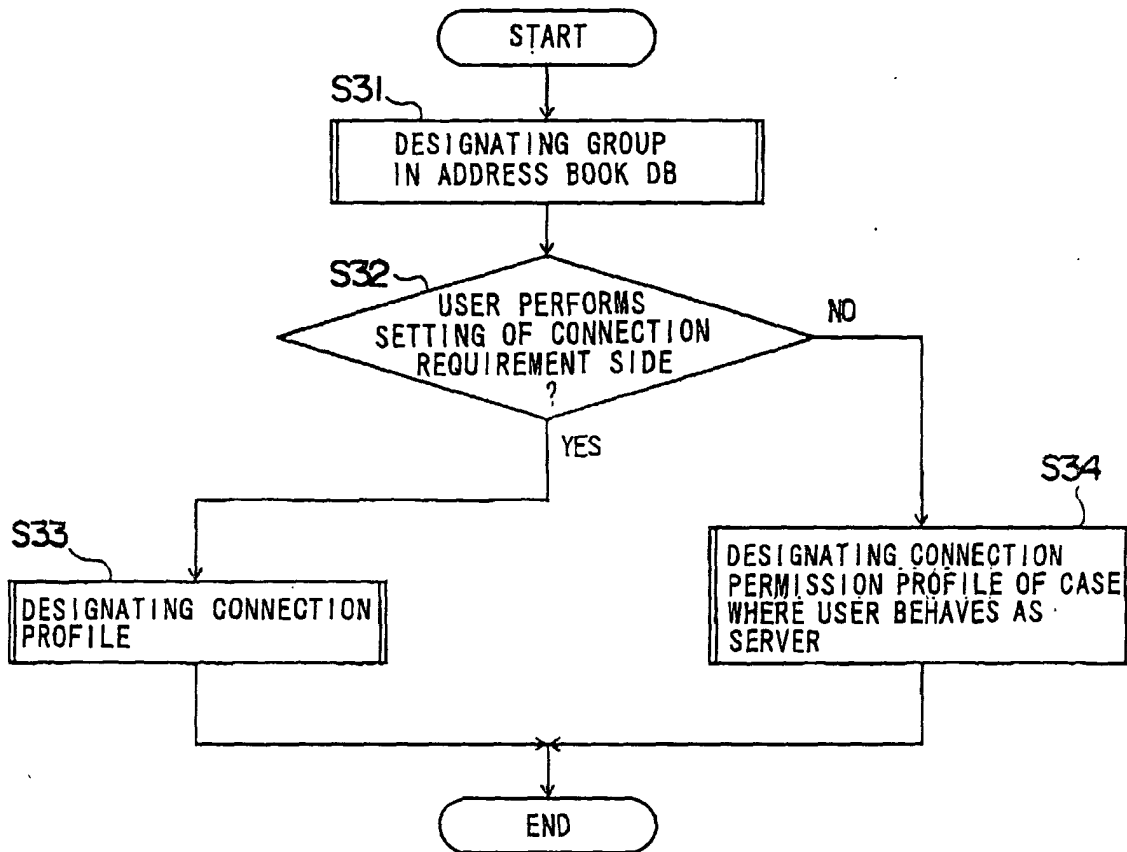 START
S31
DESIGNATING GROUP
IN ADDRESS BOOK DB
S32
USER PERFORMS
SETTING OF CONNECTION
REQUIREMENT SIDE
?
NO
YES
S33
DESIGNATING CONNECTION
PROFILE
S34
DESIGNATING CONNECTION
PERMISSION PROFILE OF CASE
WHERE USER BEHAVES AS
SERVER
END